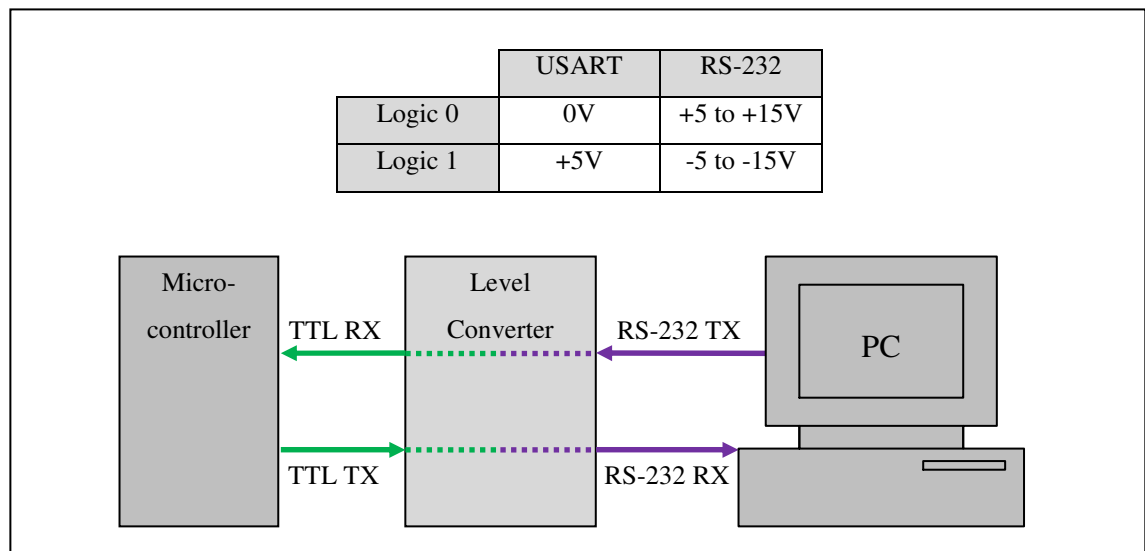 USART RS-232
Logic 0 0V +5 to +15V
Logic 1 +5V -5 to -15V
Micro-
controller
Level
Converter
TTL RX
RS-232 TX
PC
TTL TX
RS-232 RX